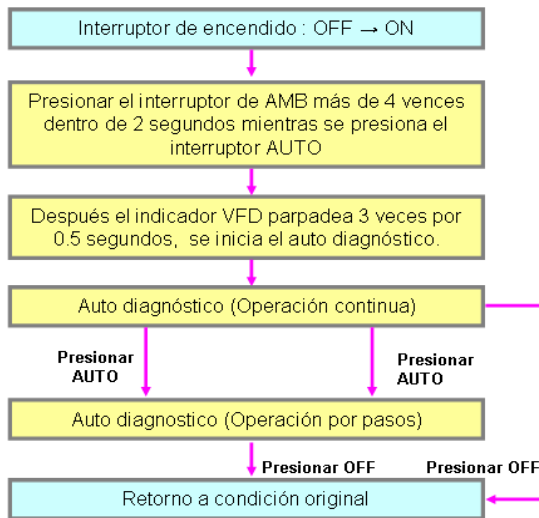 Interruptor de encendido : OFF → ON
Presionar el interruptor de AMB más de 4 vences
dentro de 2 segundos mientras se presiona el
interruptor AUTO
Después el indicador VFD parpadea 3 veces por
0.5 segundos, se inicia el auto diagnóstico.
Auto diagnóstico (Operación continua)
Presionar
AUTO
Presionar
AUTO
Auto diagnostico (Operación por pasos)
Presionar OFF
Presionar OFF
Retorno a condición original